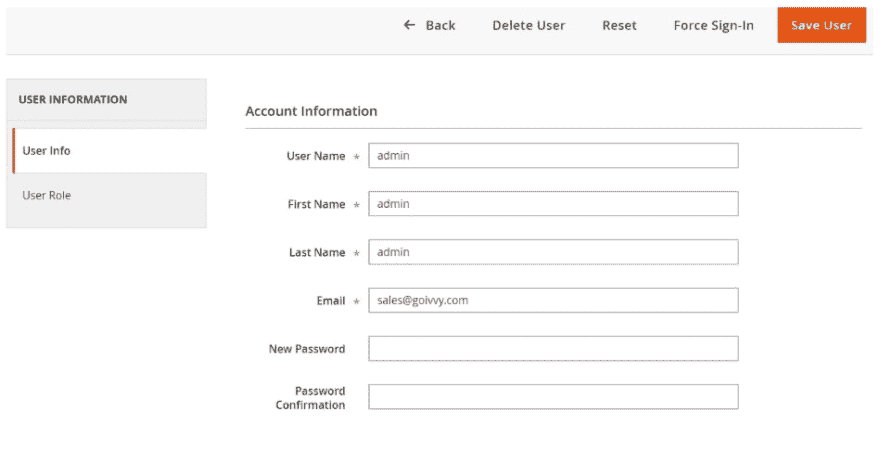 ← Back Delete User Reset Force Sign-In Save User
USER INFORMATION
User Info
User Role
Account Information
User Name * admin
First Name * admin
Last Name * admin
Email * sales@goivvy.com
New Password
Password
Confirmation